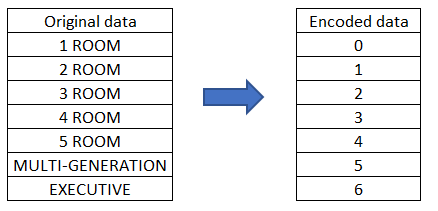 Original data
1 ROOM
2 ROOM
3 ROOM
4 ROOM
5 ROOM
MULTI-GENERATION
EXECUTIVE
Encoded data
0
1
2
3
4
5
6